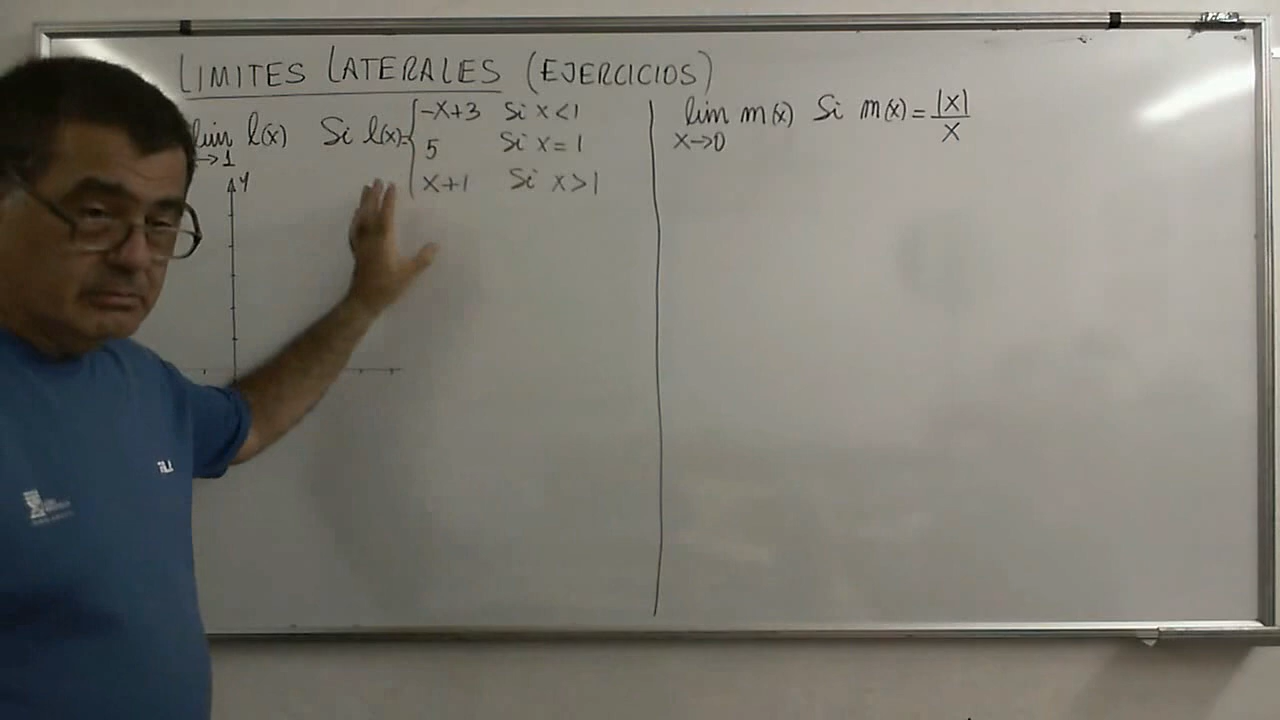 LIMITES LATERALES (EJERCICIOS)
lim l(x) Si l(x)= { -x+3 Si x<1
→1 5 Si x=1
x+1 Si x>1
y
lim m(x) Si m(x)= |x|/x
x→0